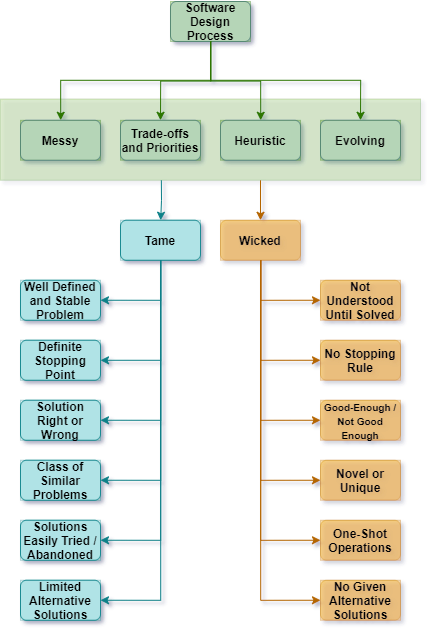 Software
Design
Process
Messy
Trade-offs
and Priorities
Heuristic
Evolving
Tame
Wicked
Well Defined
and Stable
Problem
Not
Understood
Until Solved
Definite
Stopping
Point
No Stopping
Rule
Solution
Right or
Wrong
Good-Enough /
Not Good
Enough
Class of
Similar
Problems
Novel or
Unique
Solutions
Easily Tried /
Abandoned
One-Shot
Operations
Limited
Alternative
Solutions
No Given
Alternative
Solutions